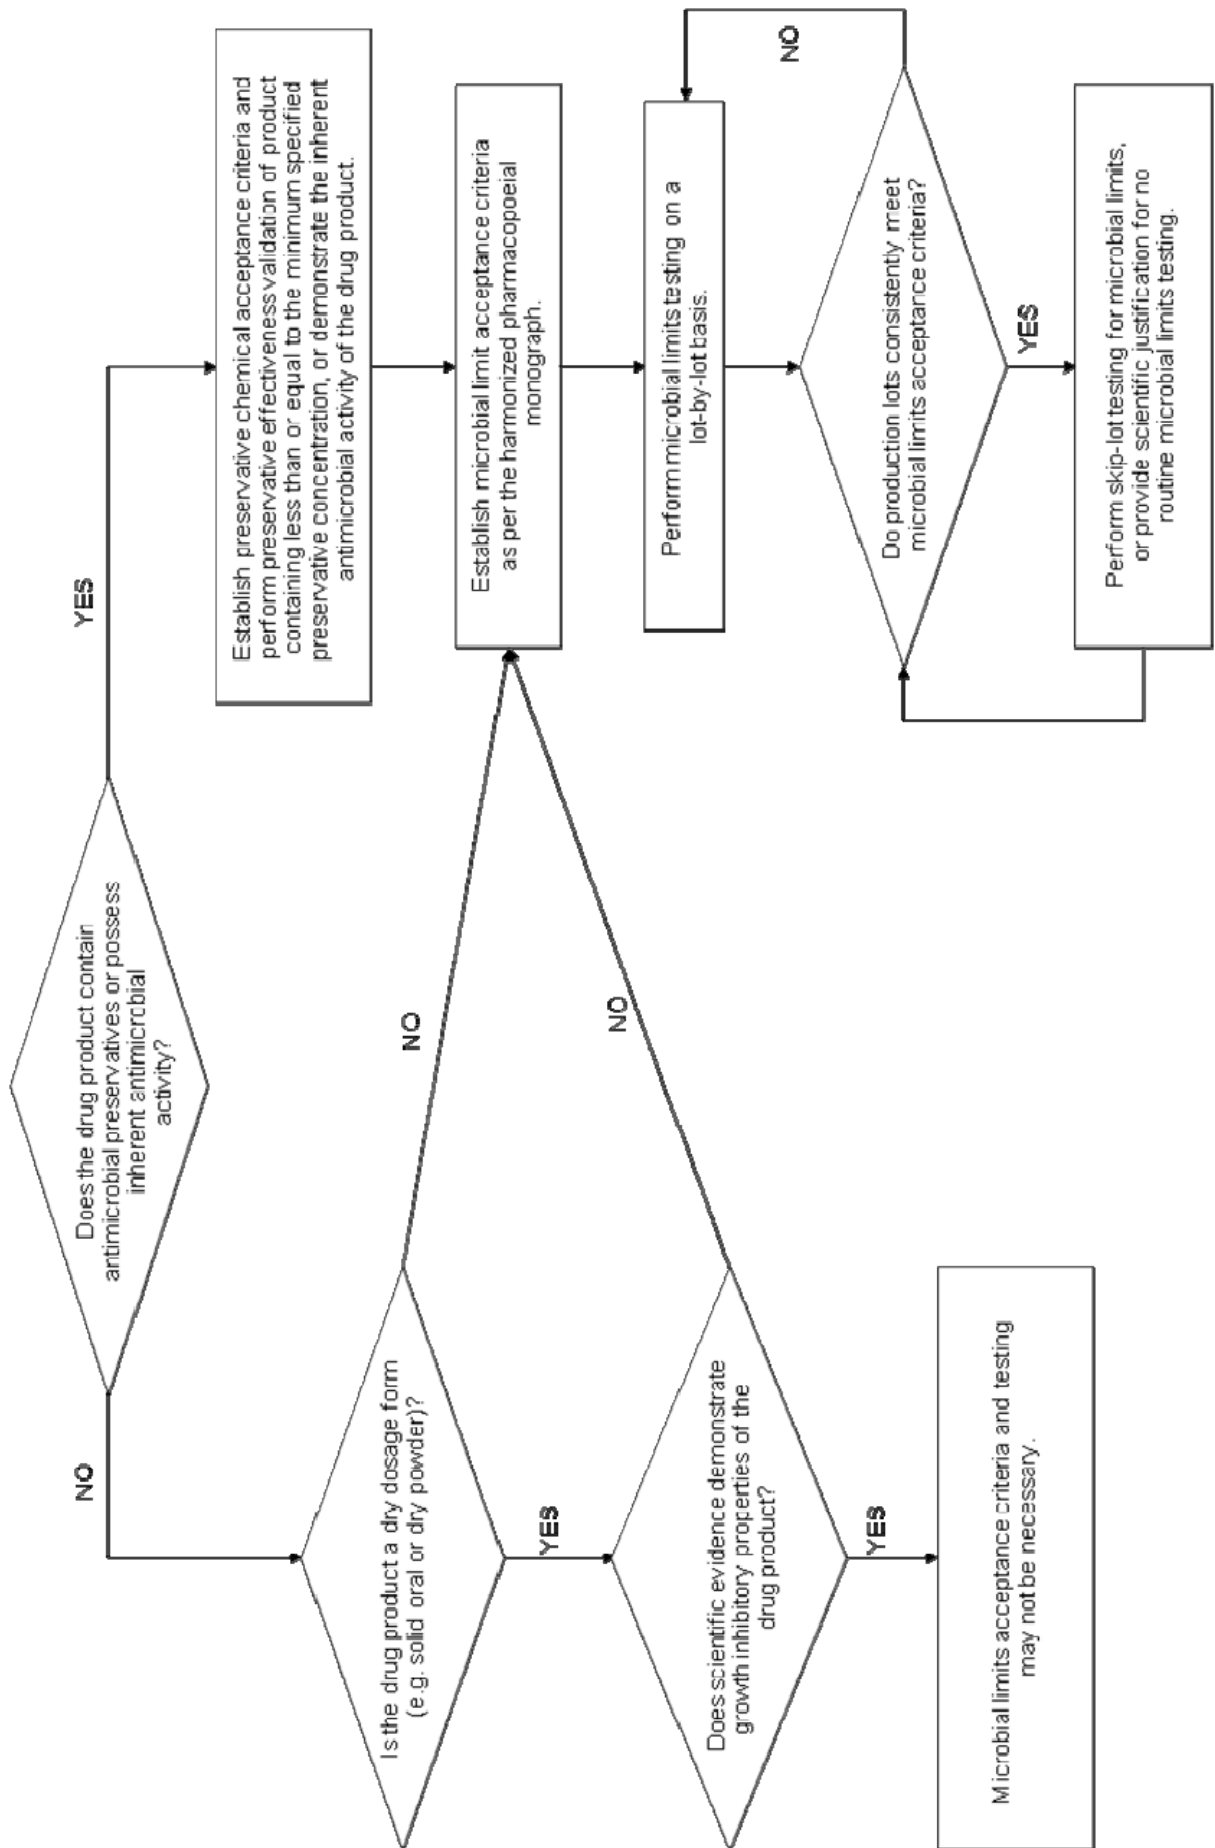 Does the drug product contain
antimicrobial preservatives or possess
inherent antimicrobial
activity?
NO
YES
Establish preservative chemical acceptance criteria and
perform preservative effectiveness validation of product
containing less than or equal to the minimum specified
preservative concentration, or demonstrate the inherent
antimicrobial activity of the drug product.
Is the drug product a dry dosage form
(e.g. solid oral or dry powder)?
NO
YES
Establish microbial limit acceptance criteria
as per the harmonized pharmacopoeial
monograph.
Does scientific evidence demonstrate
growth inhibitory properties of the
drug product?
NO
YES
Perform microbial limits testing on a
lot-by-lot basis.
NO
Do production lots consistently meet
microbial limits acceptance criteria?
YES
Microbial limits acceptance criteria and testing
may not be necessary.
Perform skip-lot testing for microbial limits,
or provide scientific justification for no
routine microbial limits testing.